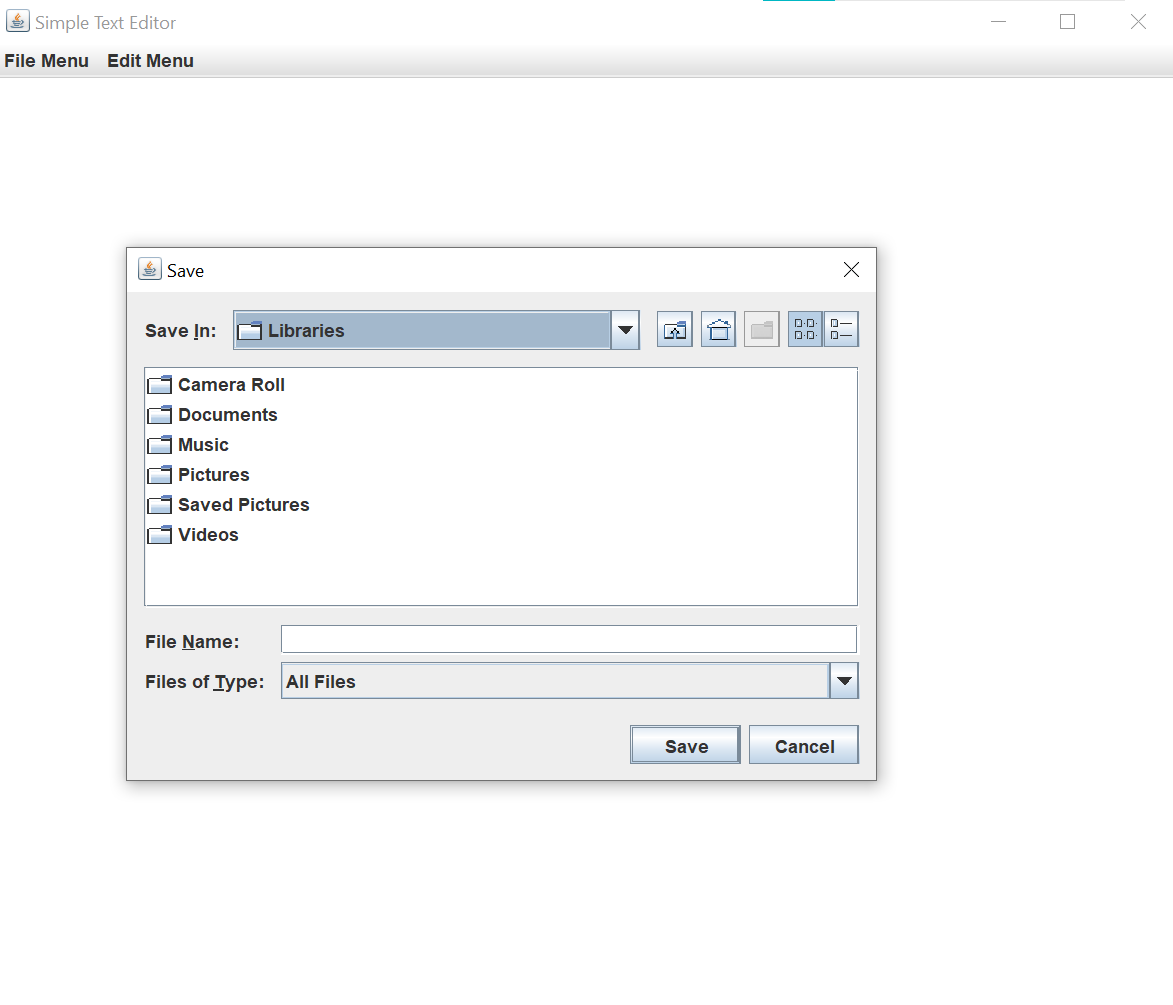 Simple Text Editor
File Menu Edit Menu
Save
Save In: Libraries
Camera Roll
Documents
Music
Pictures
Saved Pictures
Videos
File Name:
Files of Type: All Files
Save Cancel